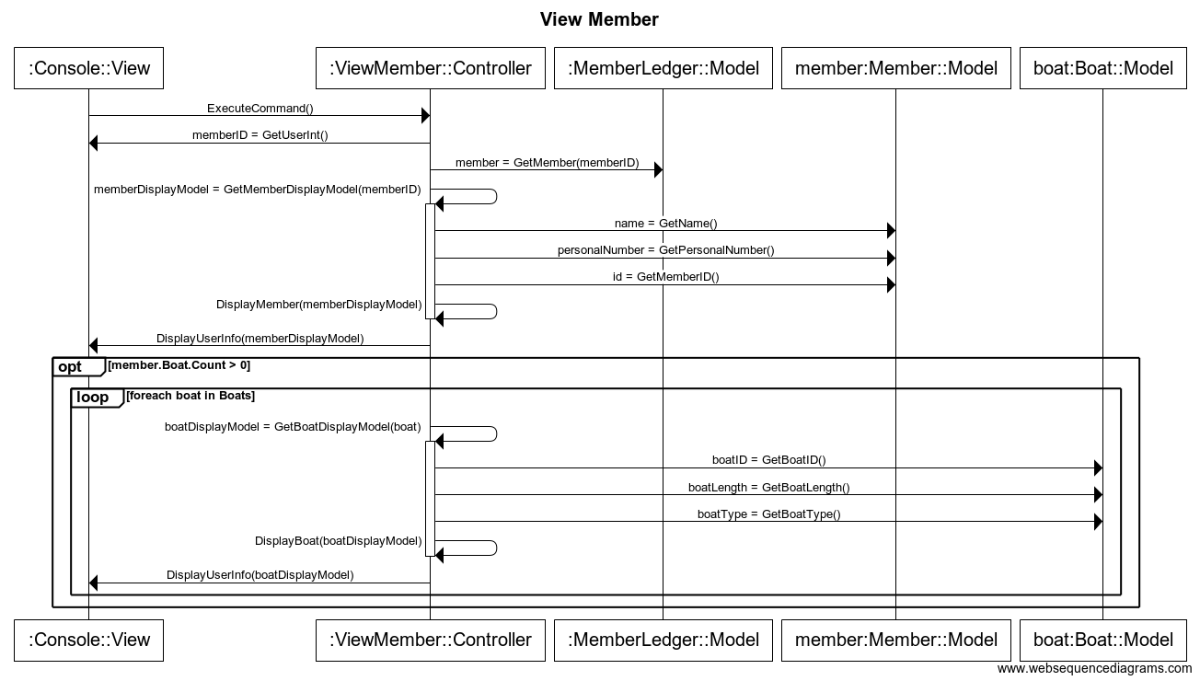 View Member
:Console::View
:ViewMember::Controller
:MemberLedger::Model
member:Member::Model
boat:Boat::Model
ExecuteCommand()
memberID = GetUserInt()
member = GetMember(memberID)
memberDisplayModel = GetMemberDisplayModel(memberID)
name = GetName()
personalNumber = GetPersonalNumber()
id = GetMemberID()
DisplayMember(memberDisplayModel)
DisplayUserInfo(memberDisplayModel)
opt [member.Boat.Count > 0]
loop [foreach boat in Boats]
boatDisplayModel = GetBoatDisplayModel(boat)
boatID = GetBoatID()
boatLength = GetBoatLength()
boatType = GetBoatType()
DisplayBoat(boatDisplayModel)
DisplayUserInfo(boatDisplayModel)
:Console::View
:ViewMember::Controller
:MemberLedger::Model
member:Member::Model
boat:Boat::Model
www.websequencediagrams.com